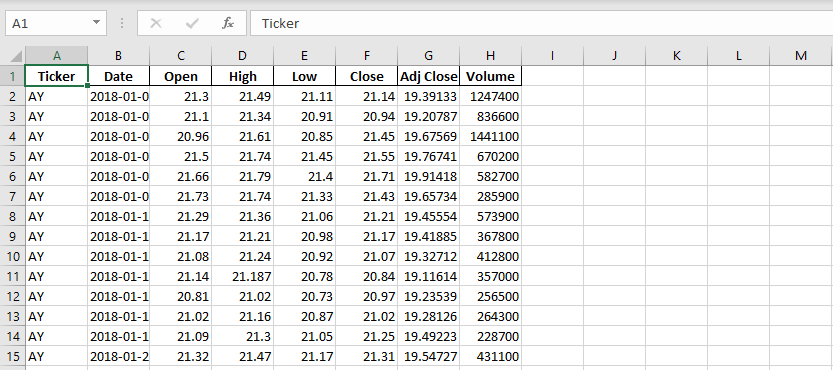 A1 fx Ticker
A B C D E F G H I J K L M
1 Ticker Date Open High Low Close Adj Close Volume
2 AY 2018-01-0 21.3 21.49 21.11 21.14 19.39133 1247400
3 AY 2018-01-0 21.1 21.34 20.91 20.94 19.20787 836600
4 AY 2018-01-0 20.96 21.61 20.85 21.45 19.67569 1441100
5 AY 2018-01-0 21.5 21.74 21.45 21.55 19.76741 670200
6 AY 2018-01-0 21.66 21.79 21.4 21.71 19.91418 582700
7 AY 2018-01-0 21.73 21.74 21.33 21.43 19.65734 285900
8 AY 2018-01-1 21.29 21.36 21.06 21.21 19.45554 573900
9 AY 2018-01-1 21.17 21.21 20.98 21.17 19.41885 367800
10 AY 2018-01-1 21.08 21.24 20.92 21.07 19.32712 412800
11 AY 2018-01-1 21.14 21.187 20.78 20.84 19.11614 357000
12 AY 2018-01-1 20.81 21.02 20.73 20.97 19.23539 256500
13 AY 2018-01-1 21.02 21.16 20.87 21.02 19.28126 264300
14 AY 2018-01-1 21.09 21.3 21.05 21.25 19.49223 228700
15 AY 2018-01-2 21.32 21.47 21.17 21.31 19.54727 431100